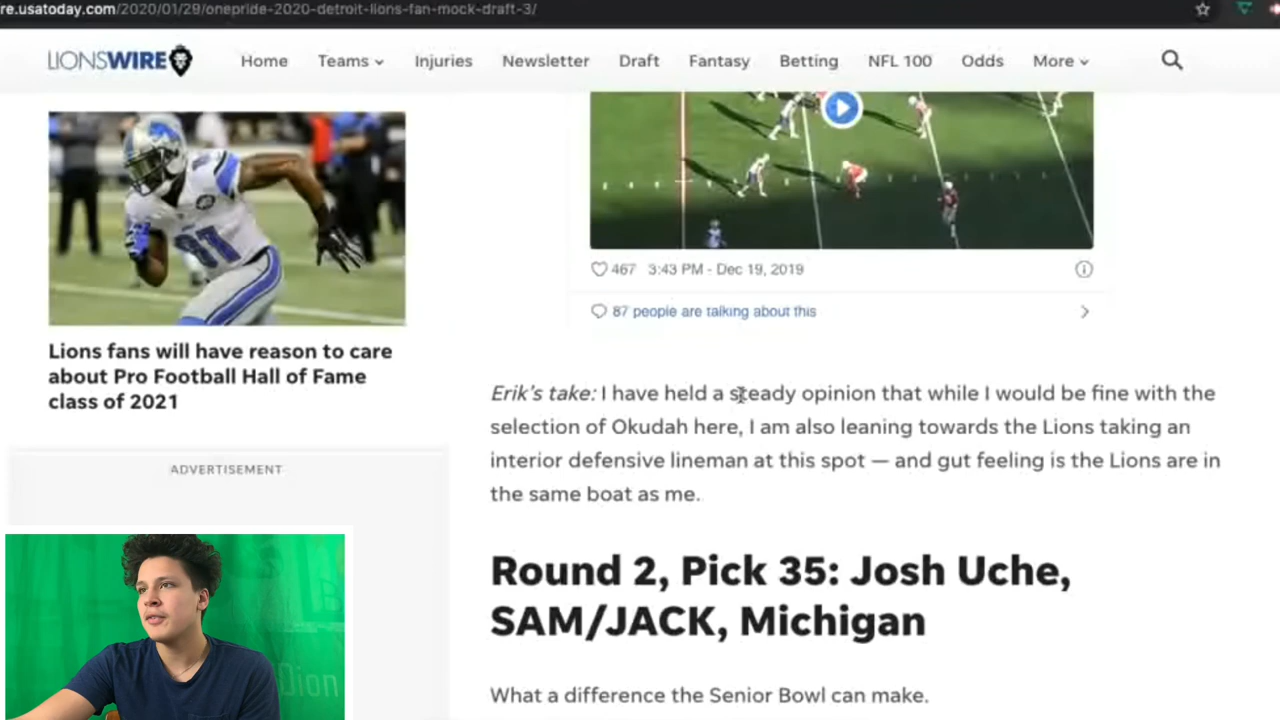 re.usatoday.com/2020/01/29/onepride-2020-detroit-lions-fan-mock-draft-3/
LIONSWIRE Home Teams Injuries Newsletter Draft Fantasy Betting NFL 100 Odds More
81
Lions fans will have reason to care
about Pro Football Hall of Fame
class of 2021
ADVERTISEMENT
467 3:43 PM - Dec 19, 2019
87 people are talking about this
Erik's take: I have held a steady opinion that while I would be fine with the
selection of Okudah here, I am also leaning towards the Lions taking an
interior defensive lineman at this spot — and gut feeling is the Lions are in
the same boat as me.
Round 2, Pick 35: Josh Uche,
SAM/JACK, Michigan
What a difference the Senior Bowl can make.
Dion